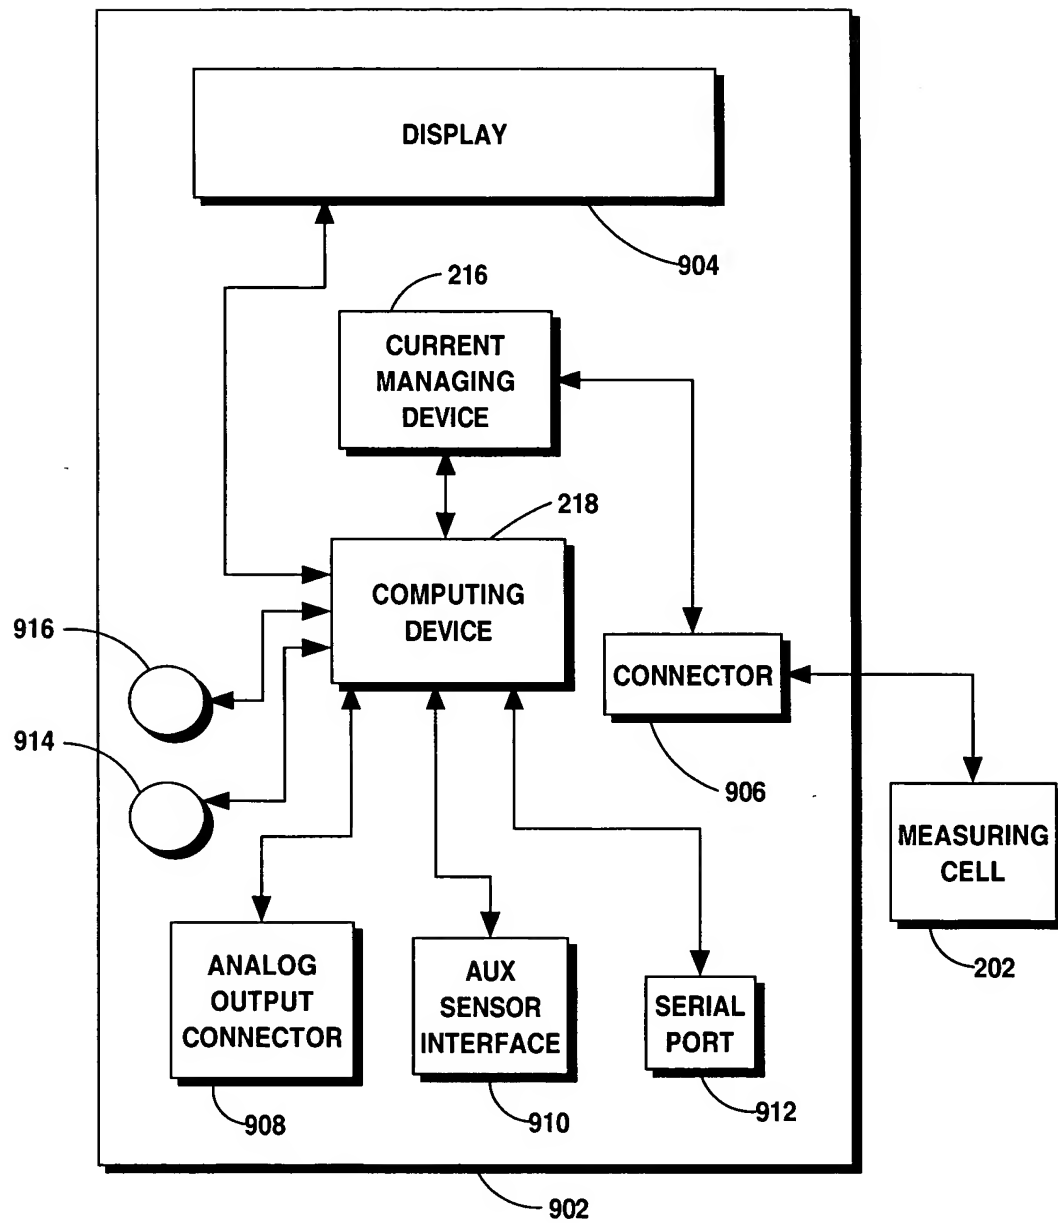 DISPLAY
904
216
CURRENT
MANAGING
DEVICE
218
COMPUTING
DEVICE
916
CONNECTOR
914
906
MEASURING
CELL
202
ANALOG
OUTPUT
CONNECTOR
AUX
SENSOR
INTERFACE
SERIAL
PORT
908
910
912
902